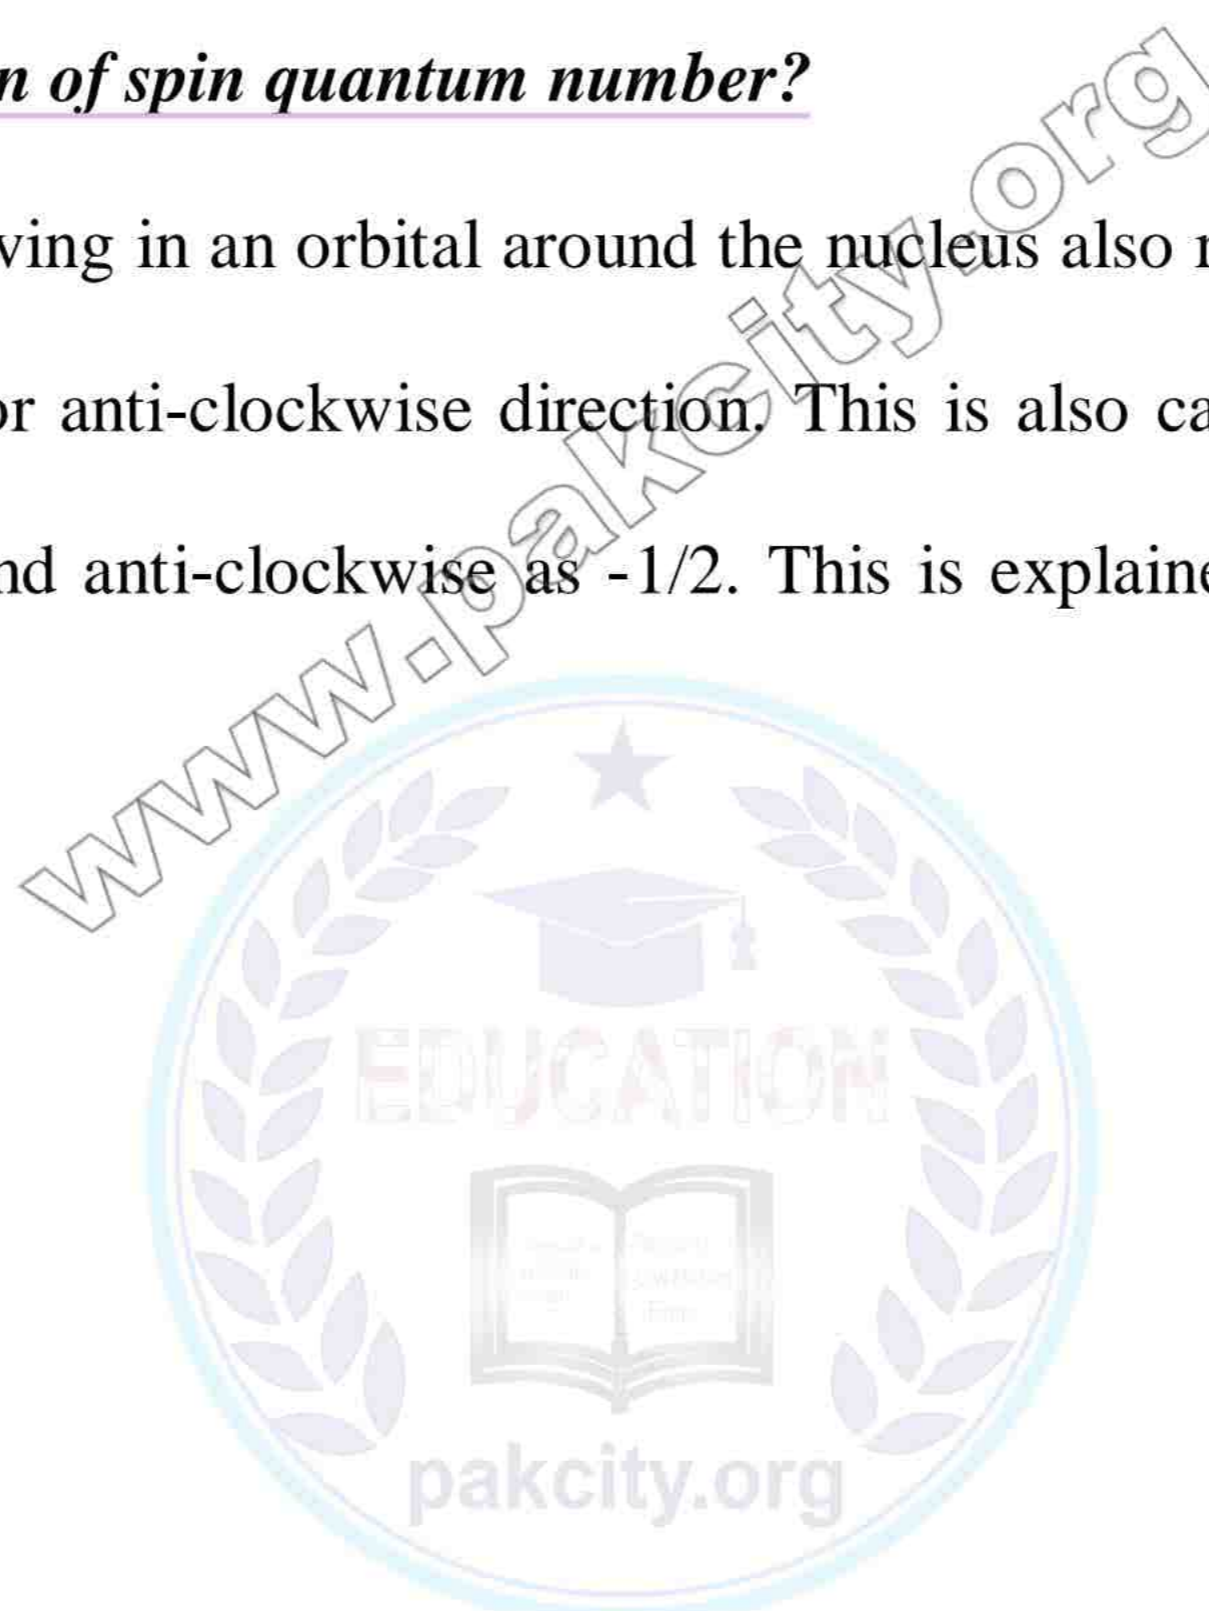 n of spin quantum number?
ving in an orbital around the nucleus also
or anti-clockwise direction. This is also ca
nd anti-clockwise as -1/2. This is explaine
www.pakcity.org
EDUCATION
pakcity.org